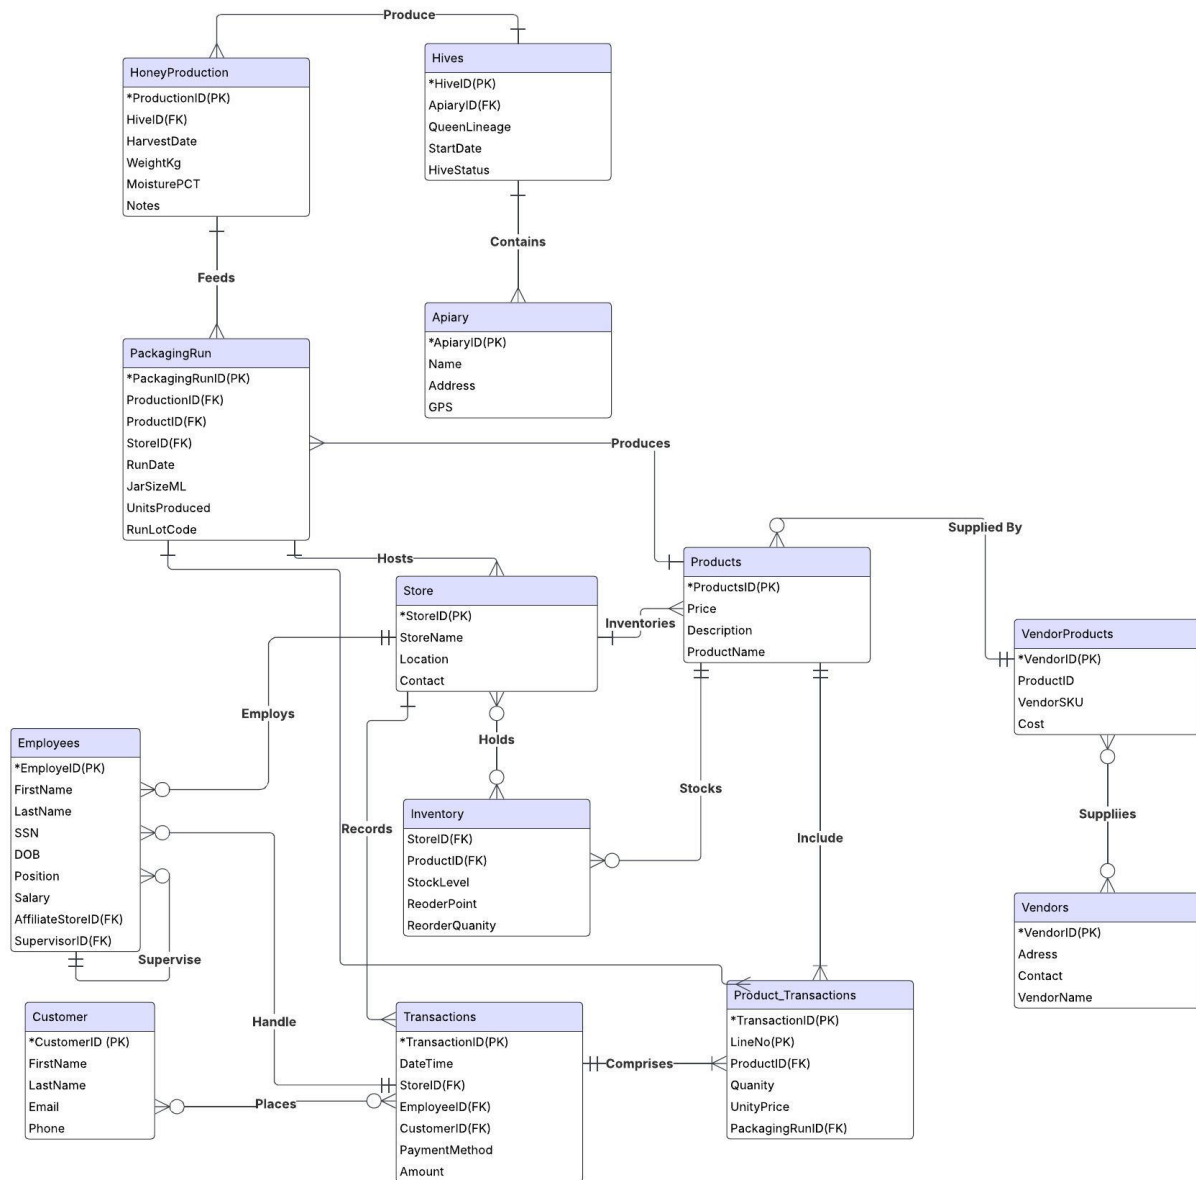 Produce
HoneyProduction
*ProductionID(PK)
HiveID(FK)
HarvestDate
WeightKg
MoisturePCT
Notes
Hives
*HiveID(PK)
ApiaryID(FK)
QueenLineage
StartDate
HiveStatus
Feeds
Contains
Apiary
*ApiaryID(PK)
Name
Address
GPS
PackagingRun
*PackagingRunID(PK)
ProductionID(FK)
ProductID(FK)
StoreID(FK)
RunDate
JarSizeML
UnitsProduced
RunLotCode
Produces
Supplied By
Hosts
Products
*ProductsID(PK)
Price
Description
ProductName
Store
*StoreID(PK)
StoreName
Location
Contact
Inventories
VendorProducts
*VendorID(PK)
ProductID
VendorSKU
Cost
Employs
Holds
Employees
*EmployeID(PK)
FirstName
LastName
SSN
DOB
Position
Salary
AffiliateStoreID(FK)
SupervisorID(FK)
Supervise
Records
Inventory
StoreID(FK)
ProductID(FK)
StockLevel
ReoderPoint
ReorderQuanity
Stocks
Include
Suppliies
Vendors
*VendorID(PK)
Adress
Contact
VendorName
Customer
*CustomerID (PK)
FirstName
LastName
Email
Phone
Handle
Places
Transactions
*TransactionID(PK)
DateTime
StoreID(FK)
EmployeeID(FK)
CustomerID(FK)
PaymentMethod
Amount
Comprises
Product_Transactions
*TransactionID(PK)
LineNo(PK)
ProductID(FK)
Quanity
UnityPrice
PackagingRunID(FK)